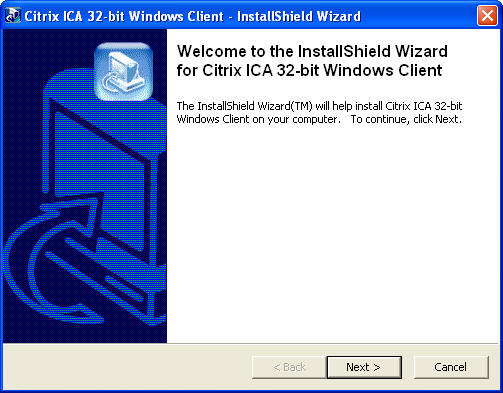 Citrix ICA 32-bit Windows Client - InstallShield Wizard
Welcome to the InstallShield Wizard
for Citrix ICA 32-bit Windows Client
The InstallShield Wizard(TM) will help install Citrix ICA 32-bit
Windows Client on your computer.   To continue, click Next.
< Back
Next >
Cancel